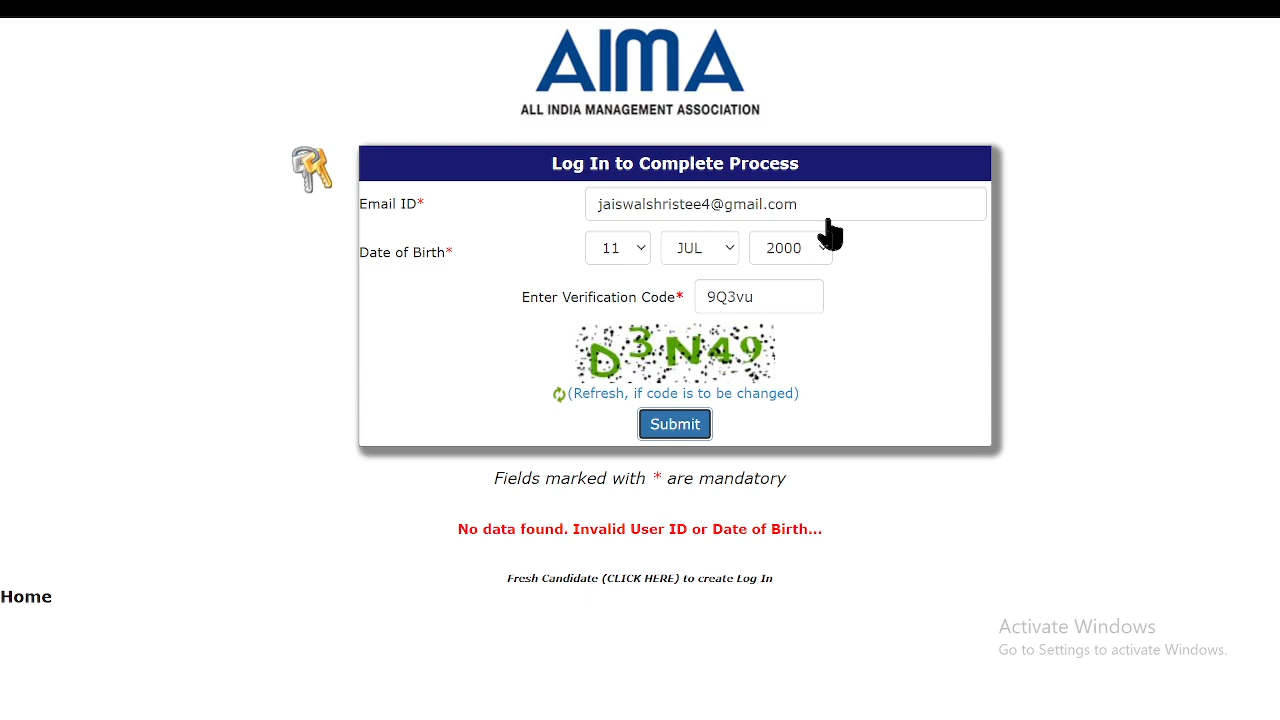 AIMA
ALL INDIA MANAGEMENT ASSOCIATION
Log In to Complete Process
Email ID*
jaiswalshristee4@gmail.com
Date of Birth*
11 JUL 2000
Enter Verification Code* 9Q3vu
D3N49
(Refresh, if code is to be changed)
Submit
Fields marked with * are mandatory
No data found. Invalid User ID or Date of Birth...
Fresh Candidate (CLICK HERE) to create Log In
Home
Activate Windows
Go to Settings to activate Windows.